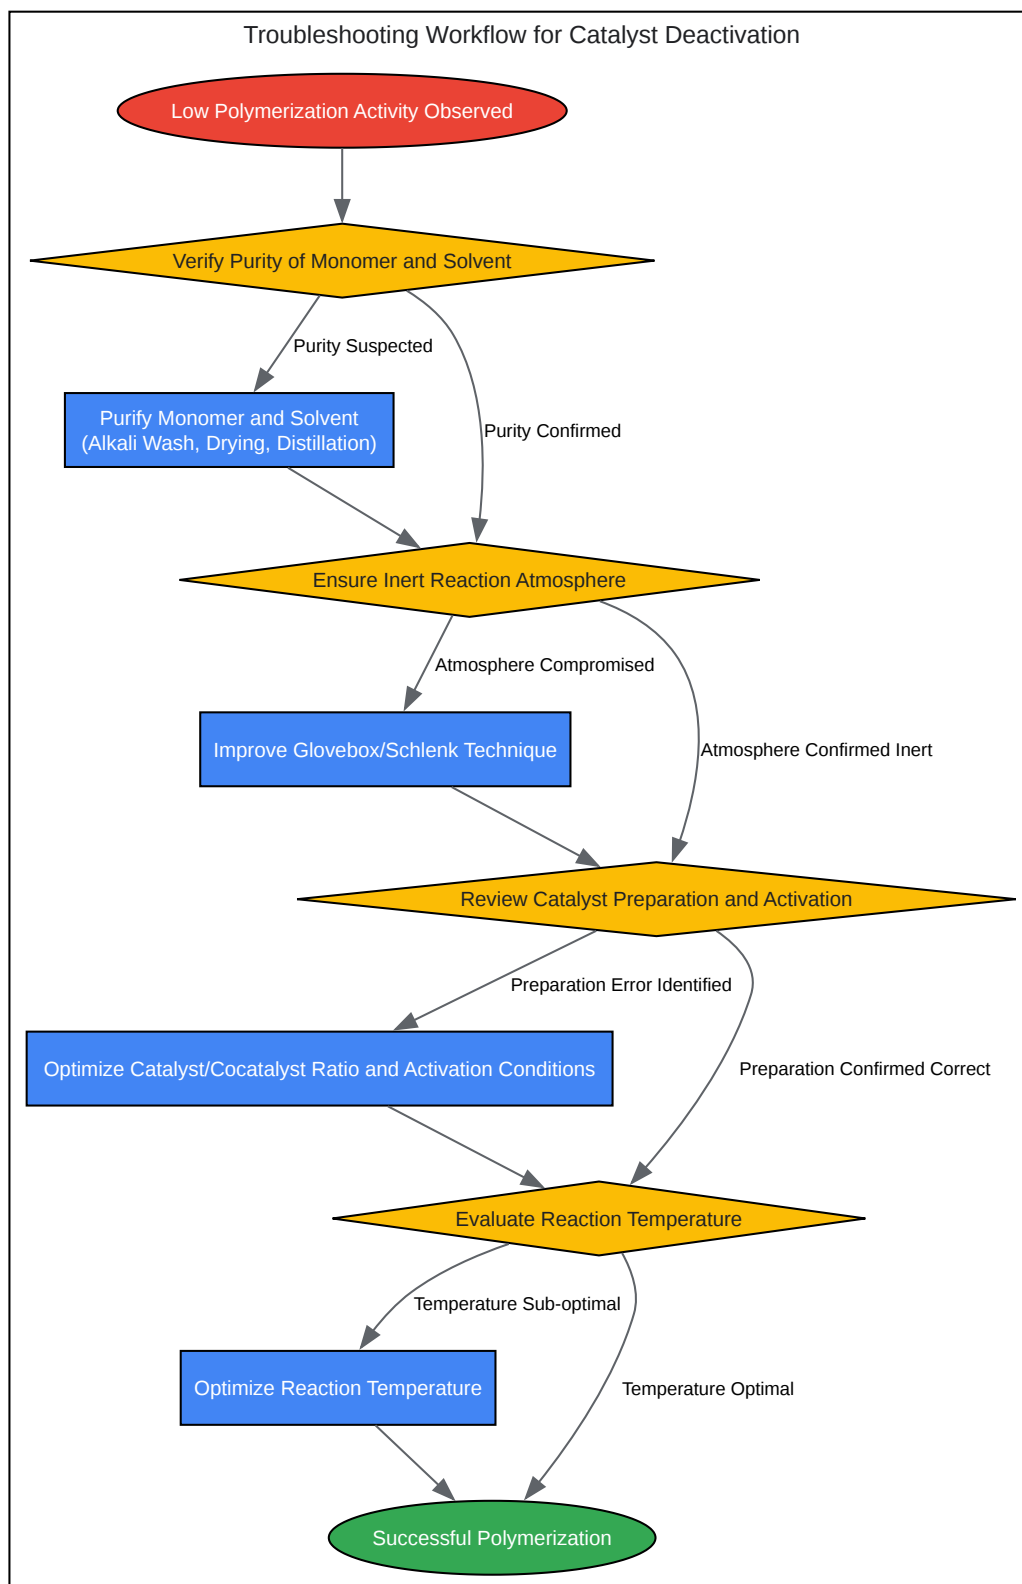 Troubleshooting Workflow for Catalyst Deactivation
Low Polymerization Activity Observed
Verify Purity of Monomer and Solvent
Purity Suspected
Purify Monomer and Solvent
(Alkali Wash, Drying, Distillation)
Purity Confirmed
Ensure Inert Reaction Atmosphere
Atmosphere Compromised
Improve Glovebox/Schlenk Technique
Atmosphere Confirmed Inert
Review Catalyst Preparation and Activation
Preparation Error Identified
Optimize Catalyst/Cocatalyst Ratio and Activation Conditions
Preparation Confirmed Correct
Evaluate Reaction Temperature
Temperature Sub-optimal
Optimize Reaction Temperature
Temperature Optimal
Successful Polymerization